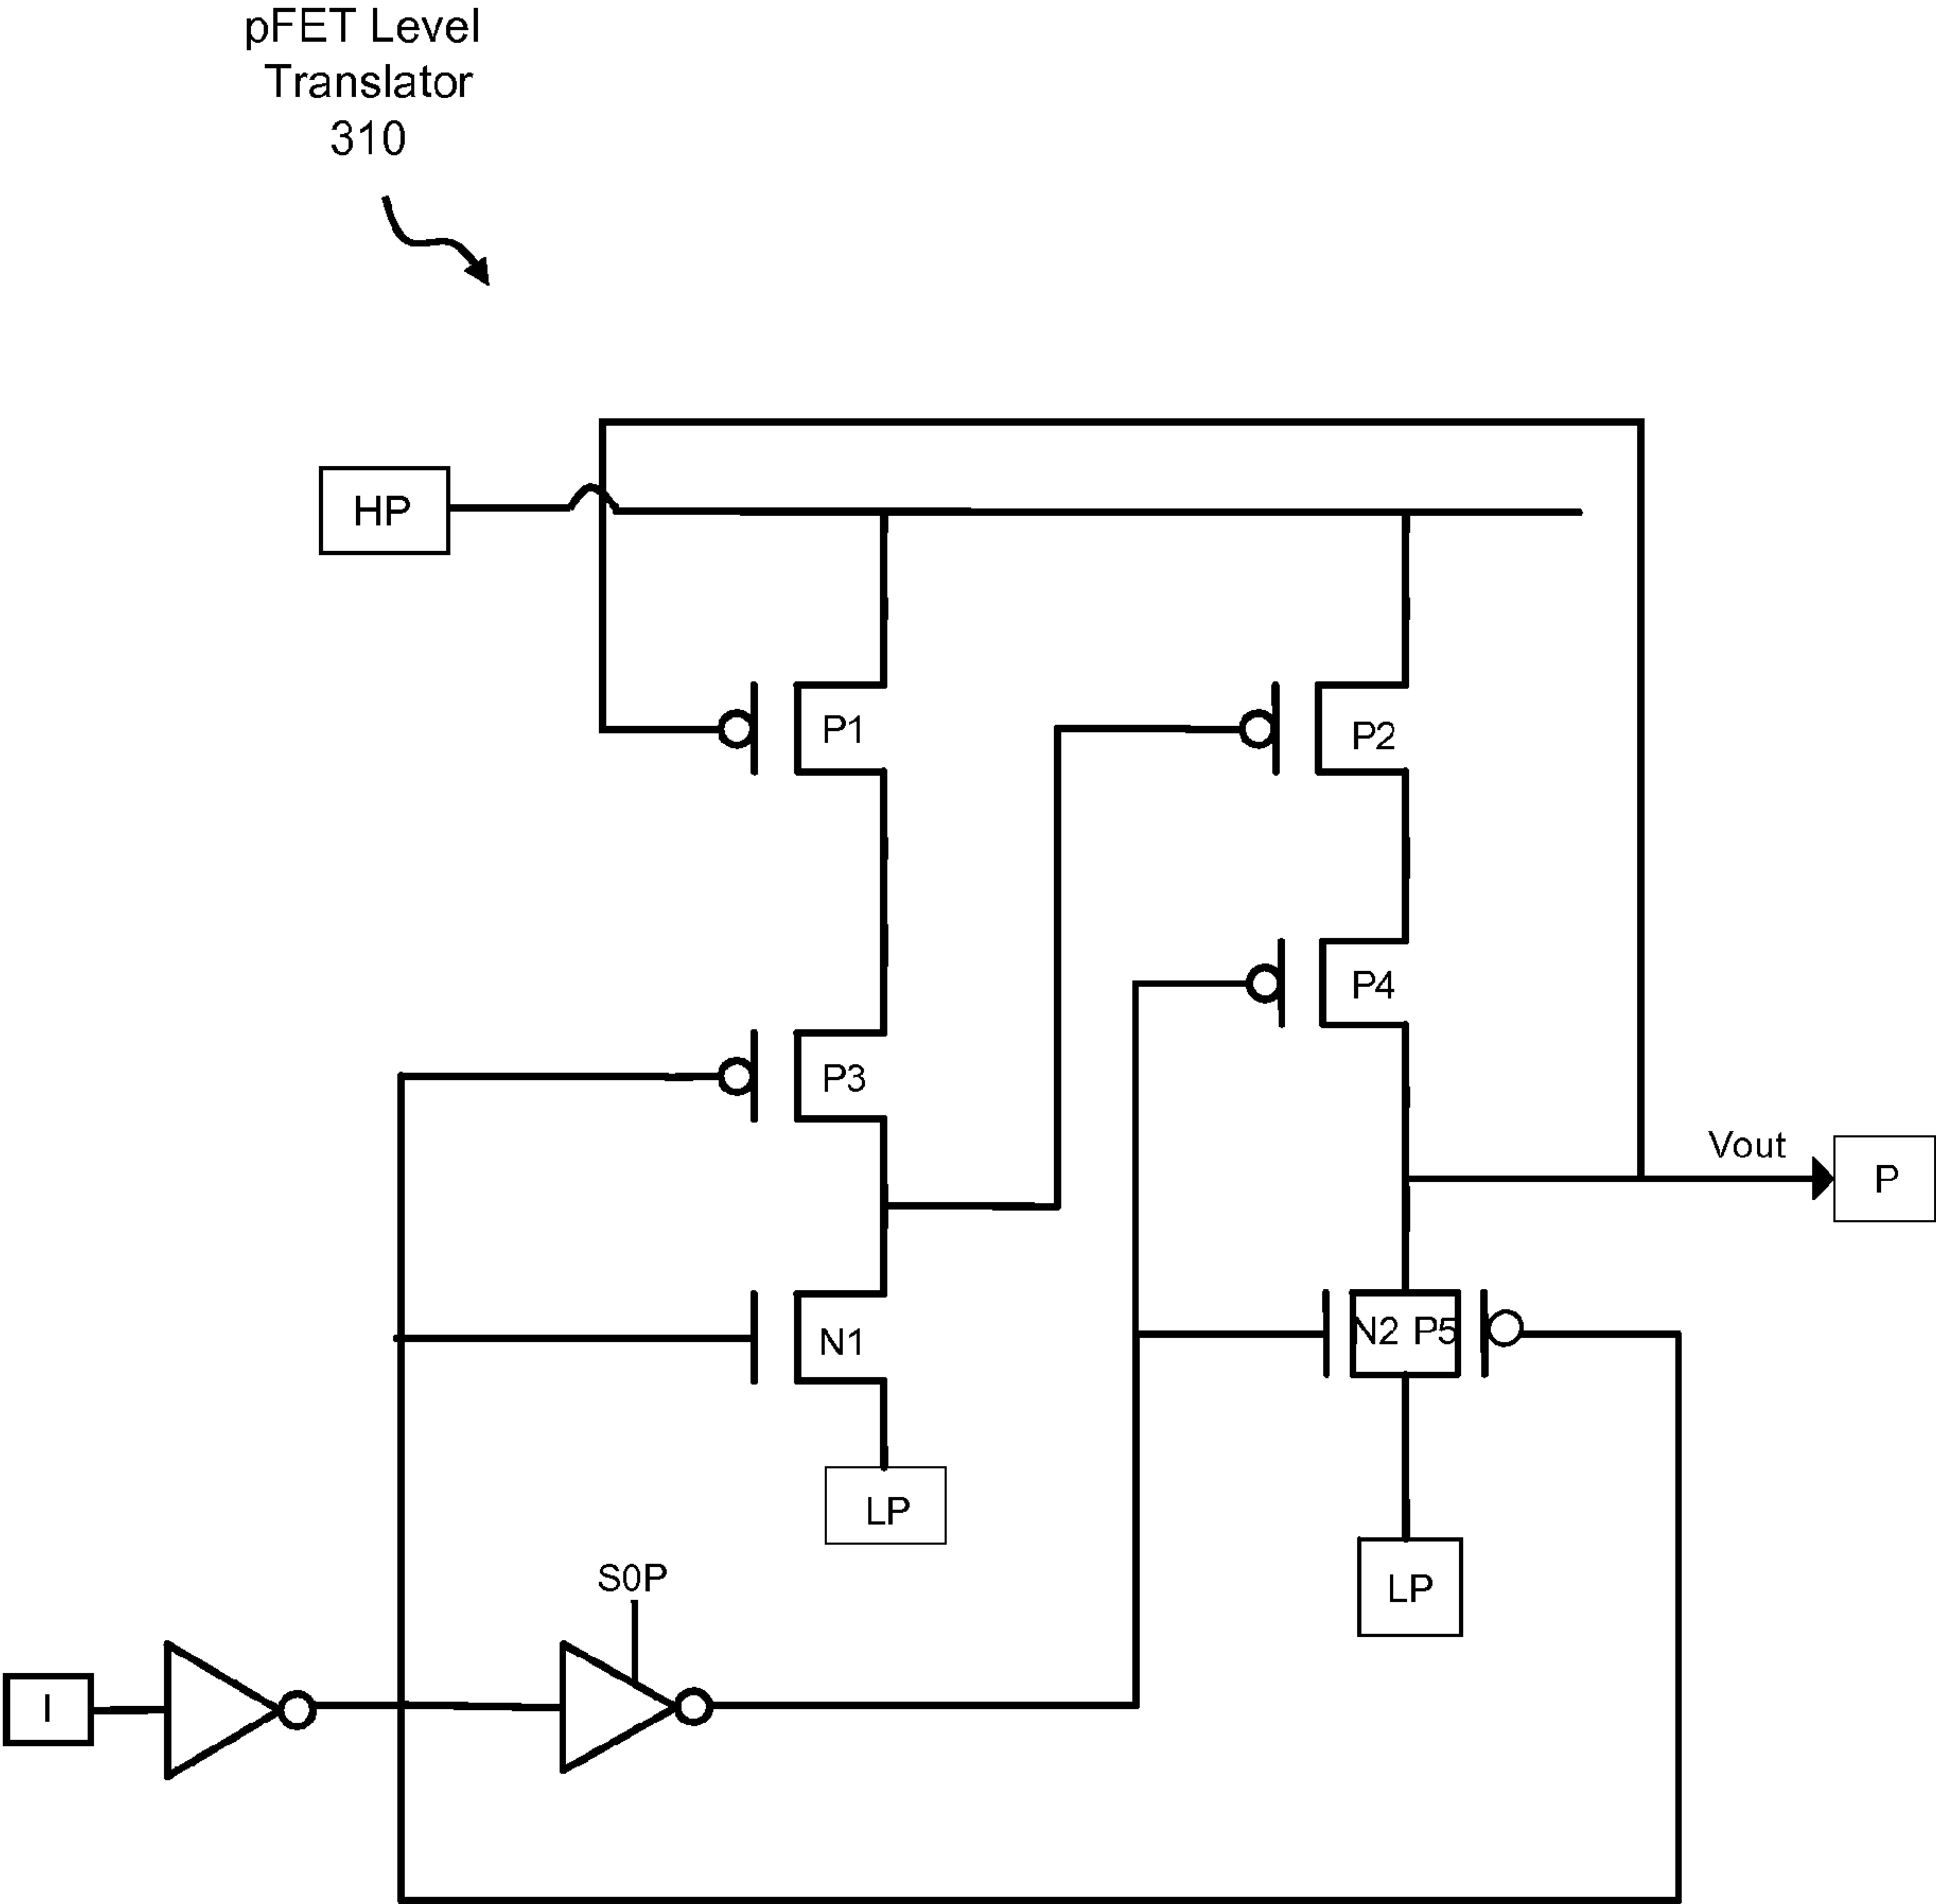 pFET Level
Translator
310
HP
P1
P2
P4
P3
Vout
P
N1
N2 P5
LP
S0P
LP
I